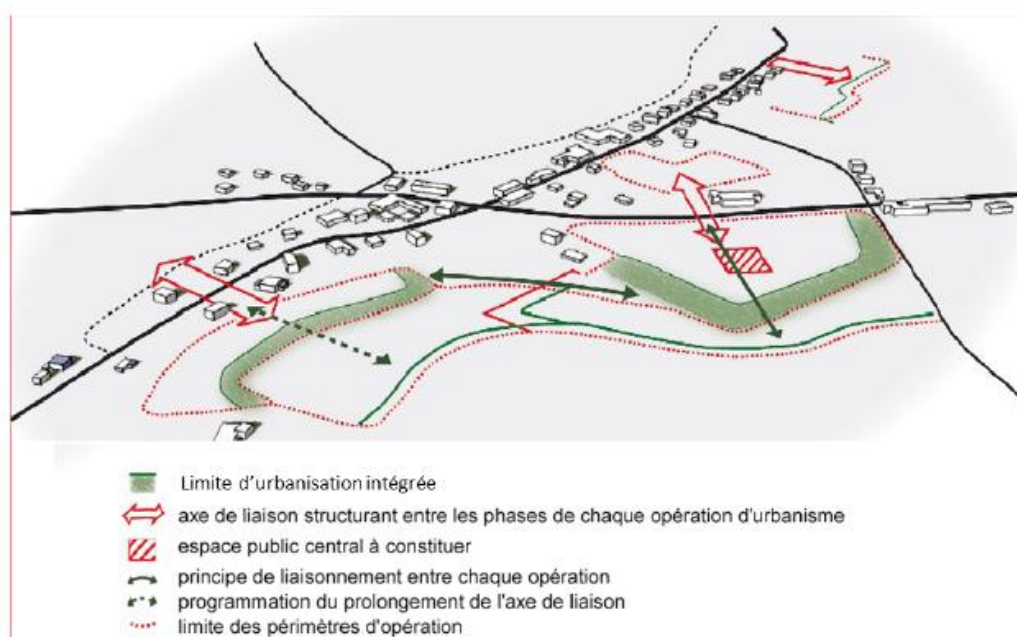 Limite d'urbanisation intégrée
axe de liaison structurant entre les phases de chaque opération d'urbanisme
espace public central à constituer
principe de liaisonnement entre chaque opération
programmation du prolongement de l'axe de liaison
limite des périmètres d'opération